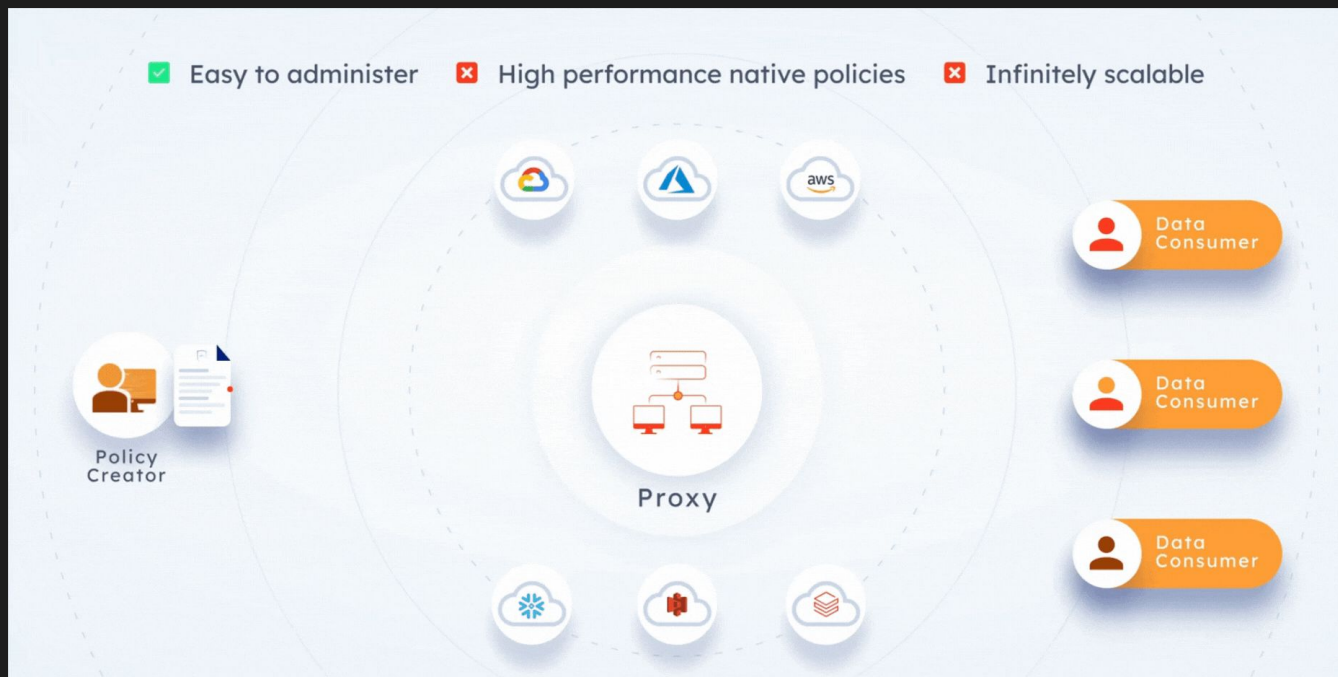 Easy to administer
High performance native policies
Infinitely scalable
aws
Data
Consumer
Policy
Creator
Proxy
Data
Consumer
Data
Consumer